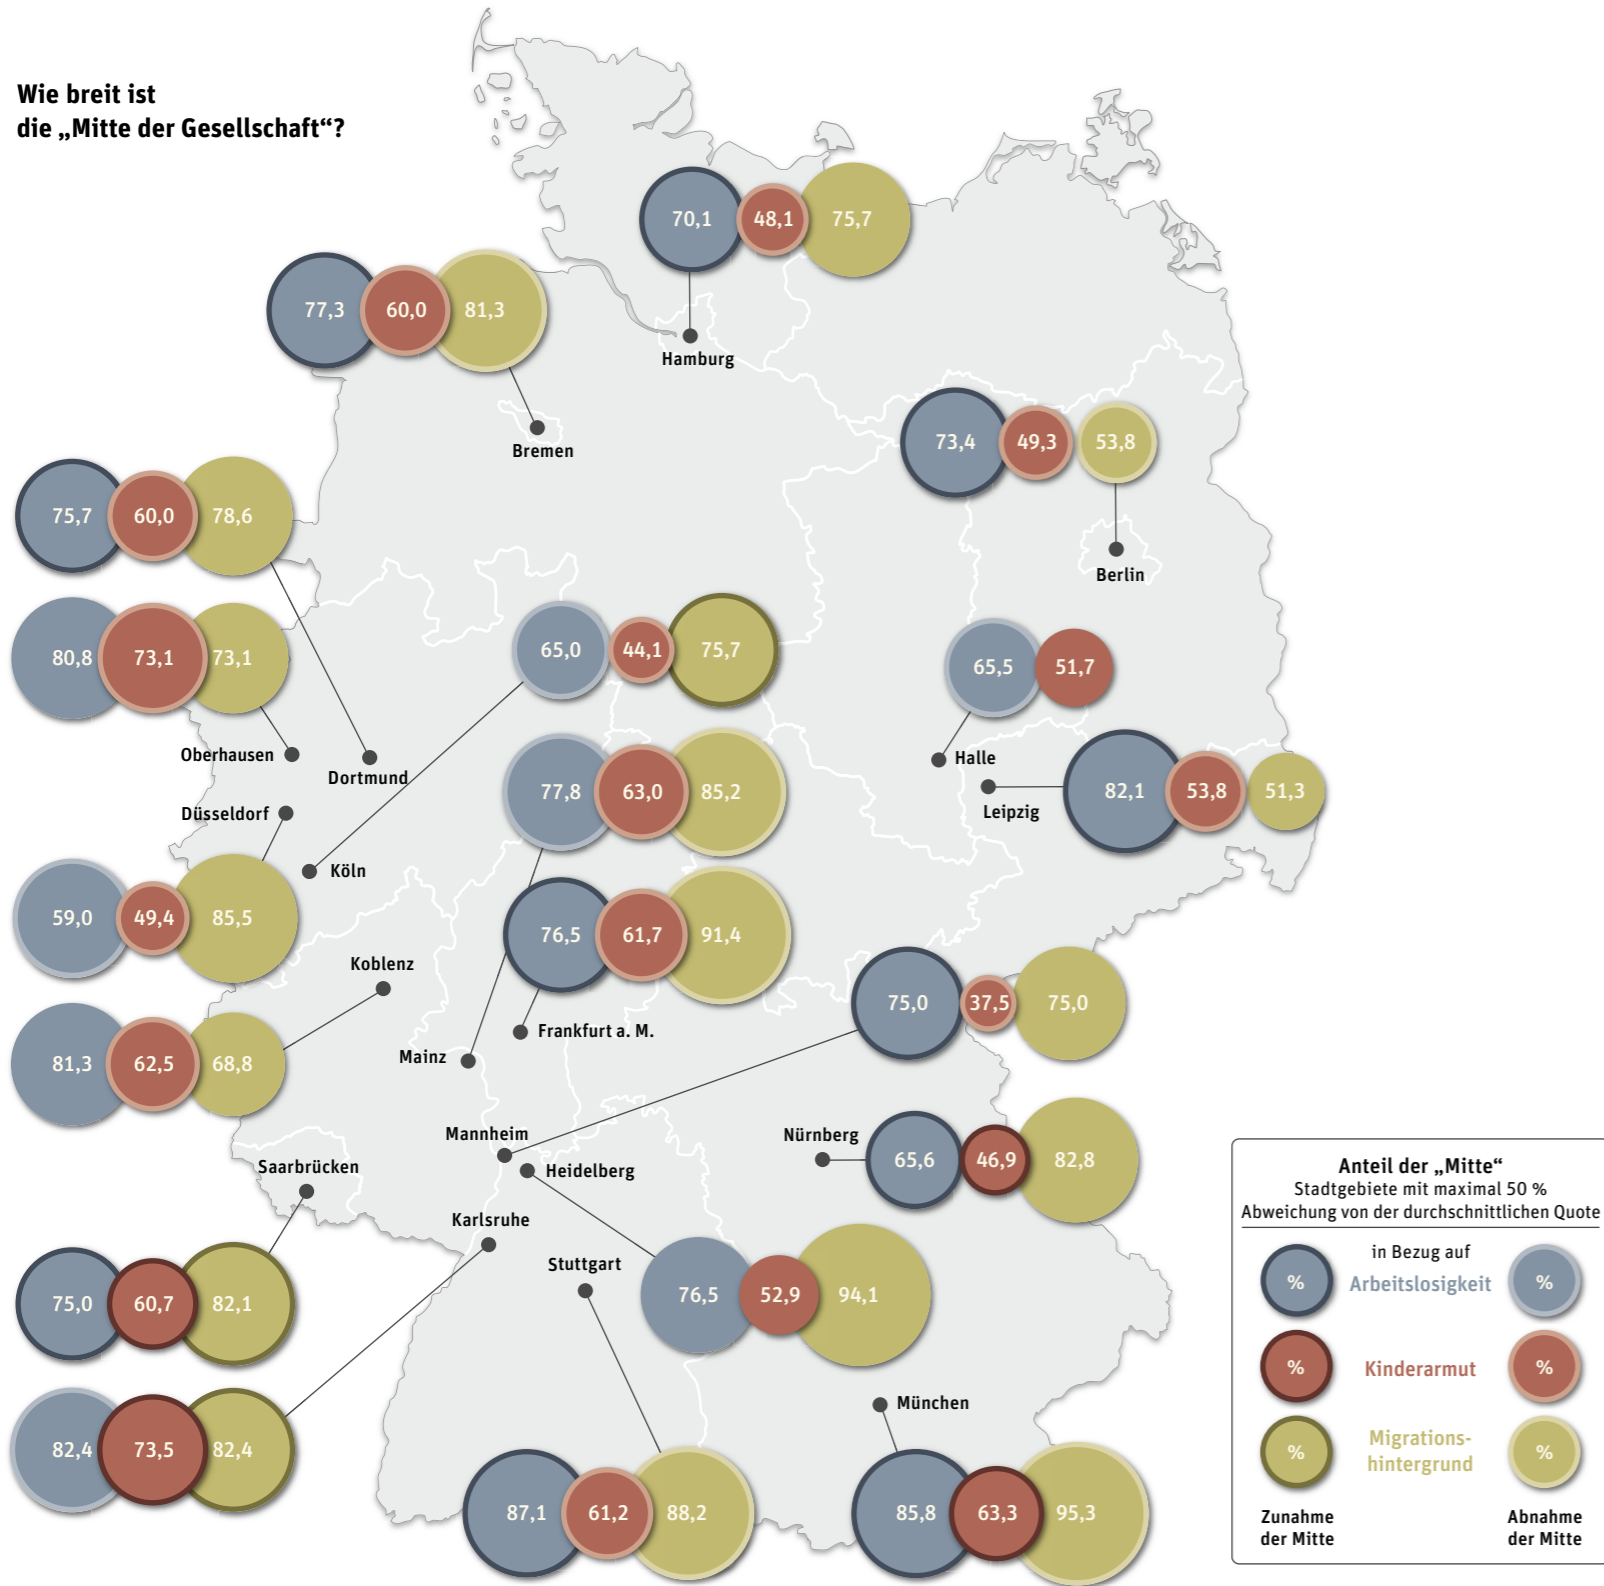 Wie breit ist
die „Mitte der Gesellschaft“?
70,1 48,1 75,7
Hamburg
77,3 60,0 81,3
Bremen
73,4 49,3 53,8
Berlin
75,7 60,0 78,6
Dortmund
80,8 73,1 73,1
Oberhausen
65,0 44,1 75,7
Köln
65,5 51,7
Halle
82,1 53,8 51,3
Leipzig
77,8 63,0 85,2
Mainz
Düsseldorf
59,0 49,4 85,5
76,5 61,7 91,4
Frankfurt a. M.
Koblenz
81,3 62,5 68,8
75,0 37,5 75,0
Mannheim
Nürnberg
65,6 46,9 82,8
Heidelberg
76,5 52,9 94,1
Saarbrücken
75,0 60,7 82,1
Karlsruhe
82,4 73,5 82,4
Stuttgart
87,1 61,2 88,2
München
85,8 63,3 95,3
Anteil der „Mitte“
Stadtgebiete mit maximal 50 %
Abweichung von der durchschnittlichen Quote
in Bezug auf
% Arbeitslosigkeit %
% Kinderarmut %
% Migrations-
hintergrund %
Zunahme
der Mitte
Abnahme
der Mitte